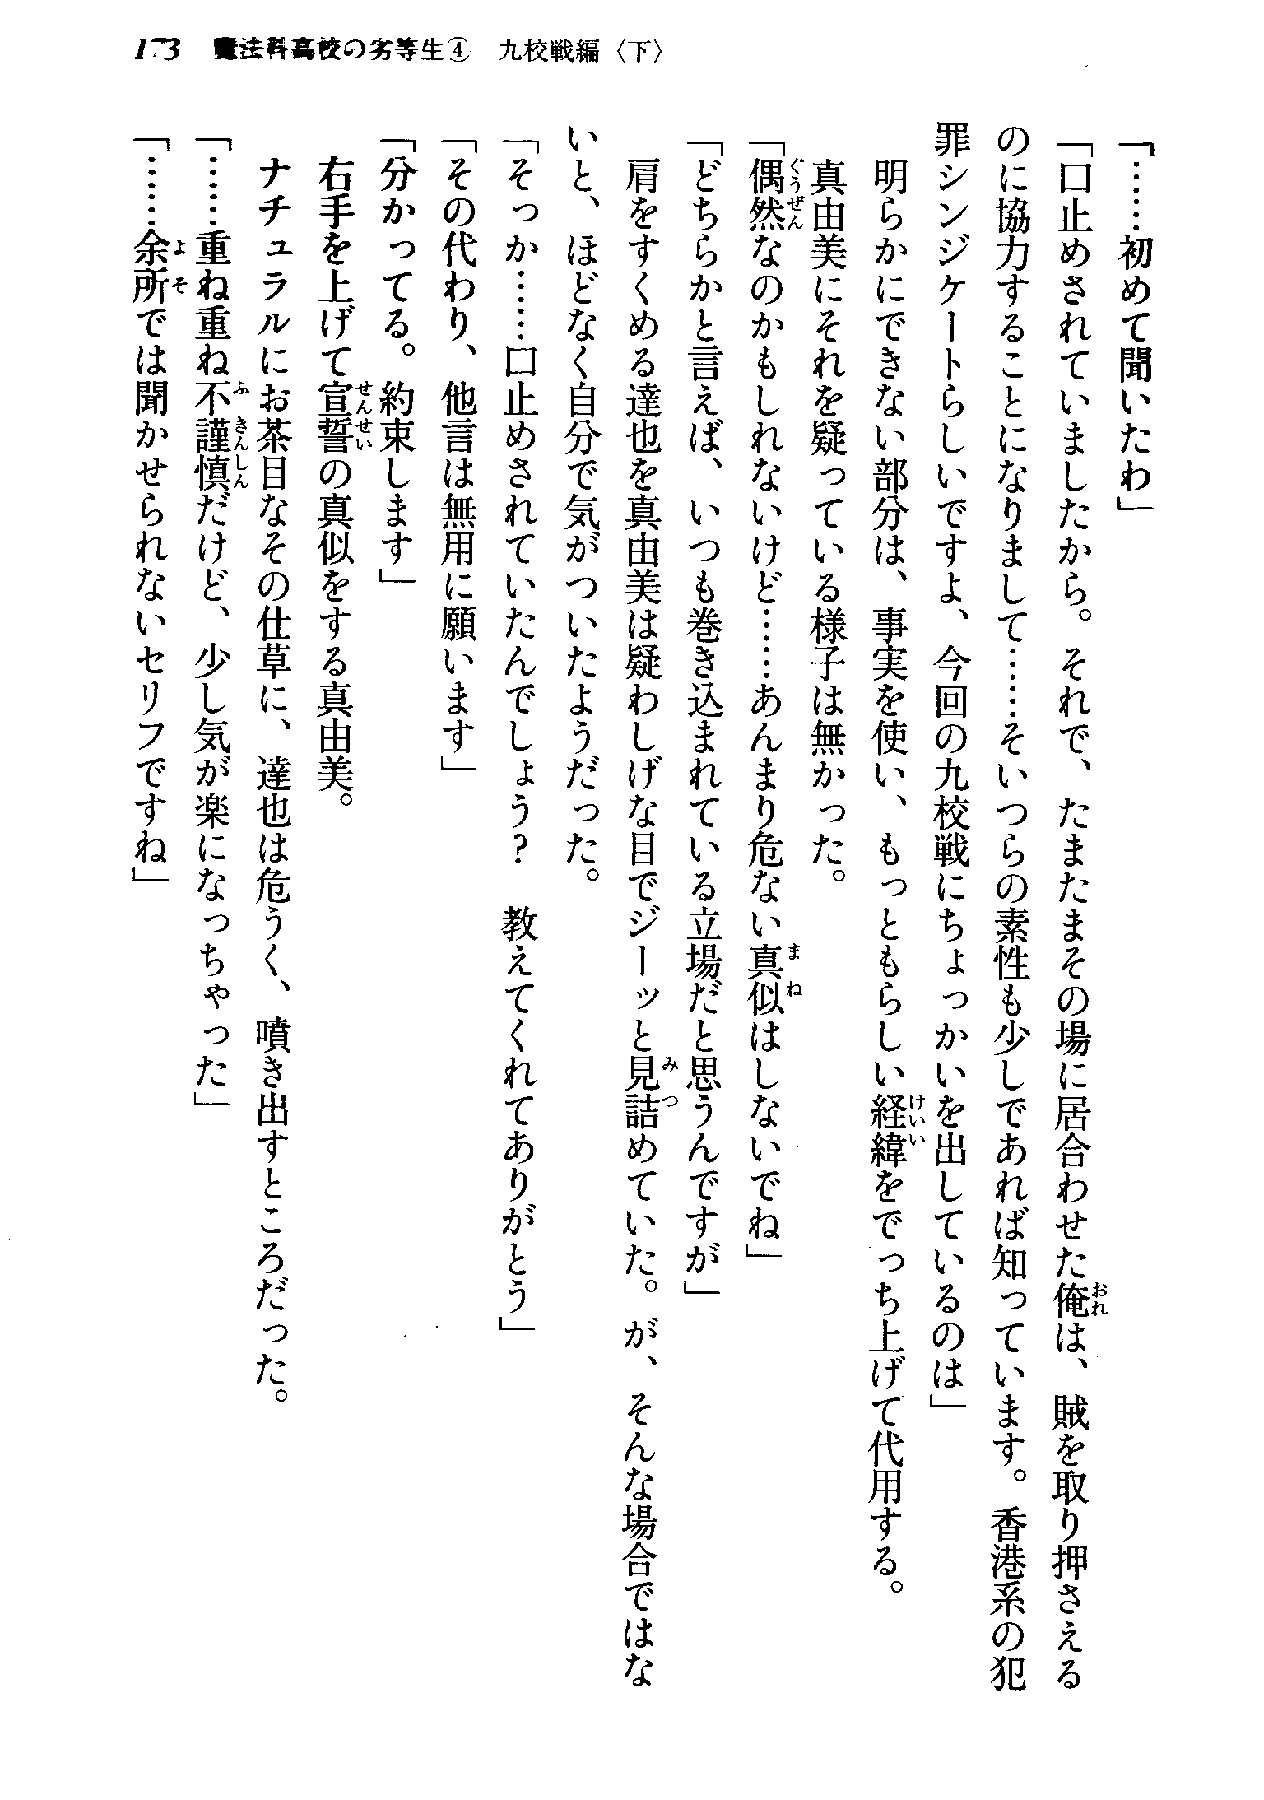 173 魔法科高校の劣等生④ 九校戦編〈下〉
「……初めて聞いたわ」
「口止めされていましたから。それで、たまたまその場に居合わせた俺は、賊を取り押さえる
のに協力することになりまして……そいつらの素性も少しであれば知っています。香港系の犯
罪シンジケートらしいですよ、今回の九校戦にちょっかいを出しているのは」
明らかにできない部分は、事実を使い、もっともらしい経緯をでっち上げて代用する。
真由美にそれを疑っている様子は無かった。
「偶然なのかもしれないけど……あんまり危ない真似はしないでね」
「どちらかと言えば、いつも巻き込まれている立場だと思うんですが」
肩をすくめる達也を真由美は疑わしげな目でジーッと見詰めていた。が、そんな場合ではな
いと、ほどなく自分で気がついたようだった。
「そっか……口止めされていたんでしょう？　教えてくれてありがとう」
「その代わり、他言は無用に願います」
「分かってる。約束します」
右手を上げて宣誓の真似をする真由美。
ナチュラルにお茶目なその仕草に、達也は危うく、噴き出すところだった。
「……重ね重ね不謹慎だけど、少し気が楽になっちゃった」
「……余所では聞かせられないセリフですね」